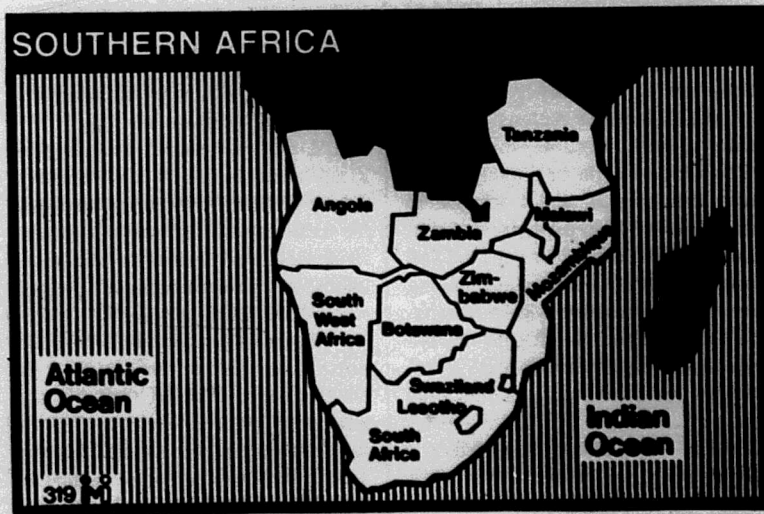 SOUTHERN AFRICA
Tanzania
Angola
Malawi
Zambia
Mozambique
Zim-
babwe
South
West
Africa
Botswana
Atlantic
Ocean
Swaziland
Lesotho
Indian
Ocean
South
Africa
319